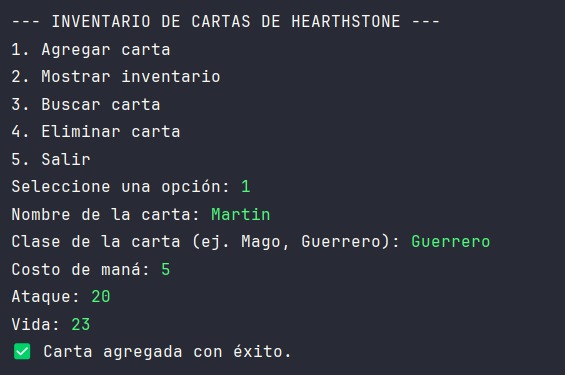 --- INVENTARIO DE CARTAS DE HEARTHSTONE ---
1. Agregar carta
2. Mostrar inventario
3. Buscar carta
4. Eliminar carta
5. Salir
Seleccione una opción: 1
Nombre de la carta: Martin
Clase de la carta (ej. Mago, Guerrero): Guerrero
Costo de maná: 5
Ataque: 20
Vida: 23
✅ Carta agregada con éxito.